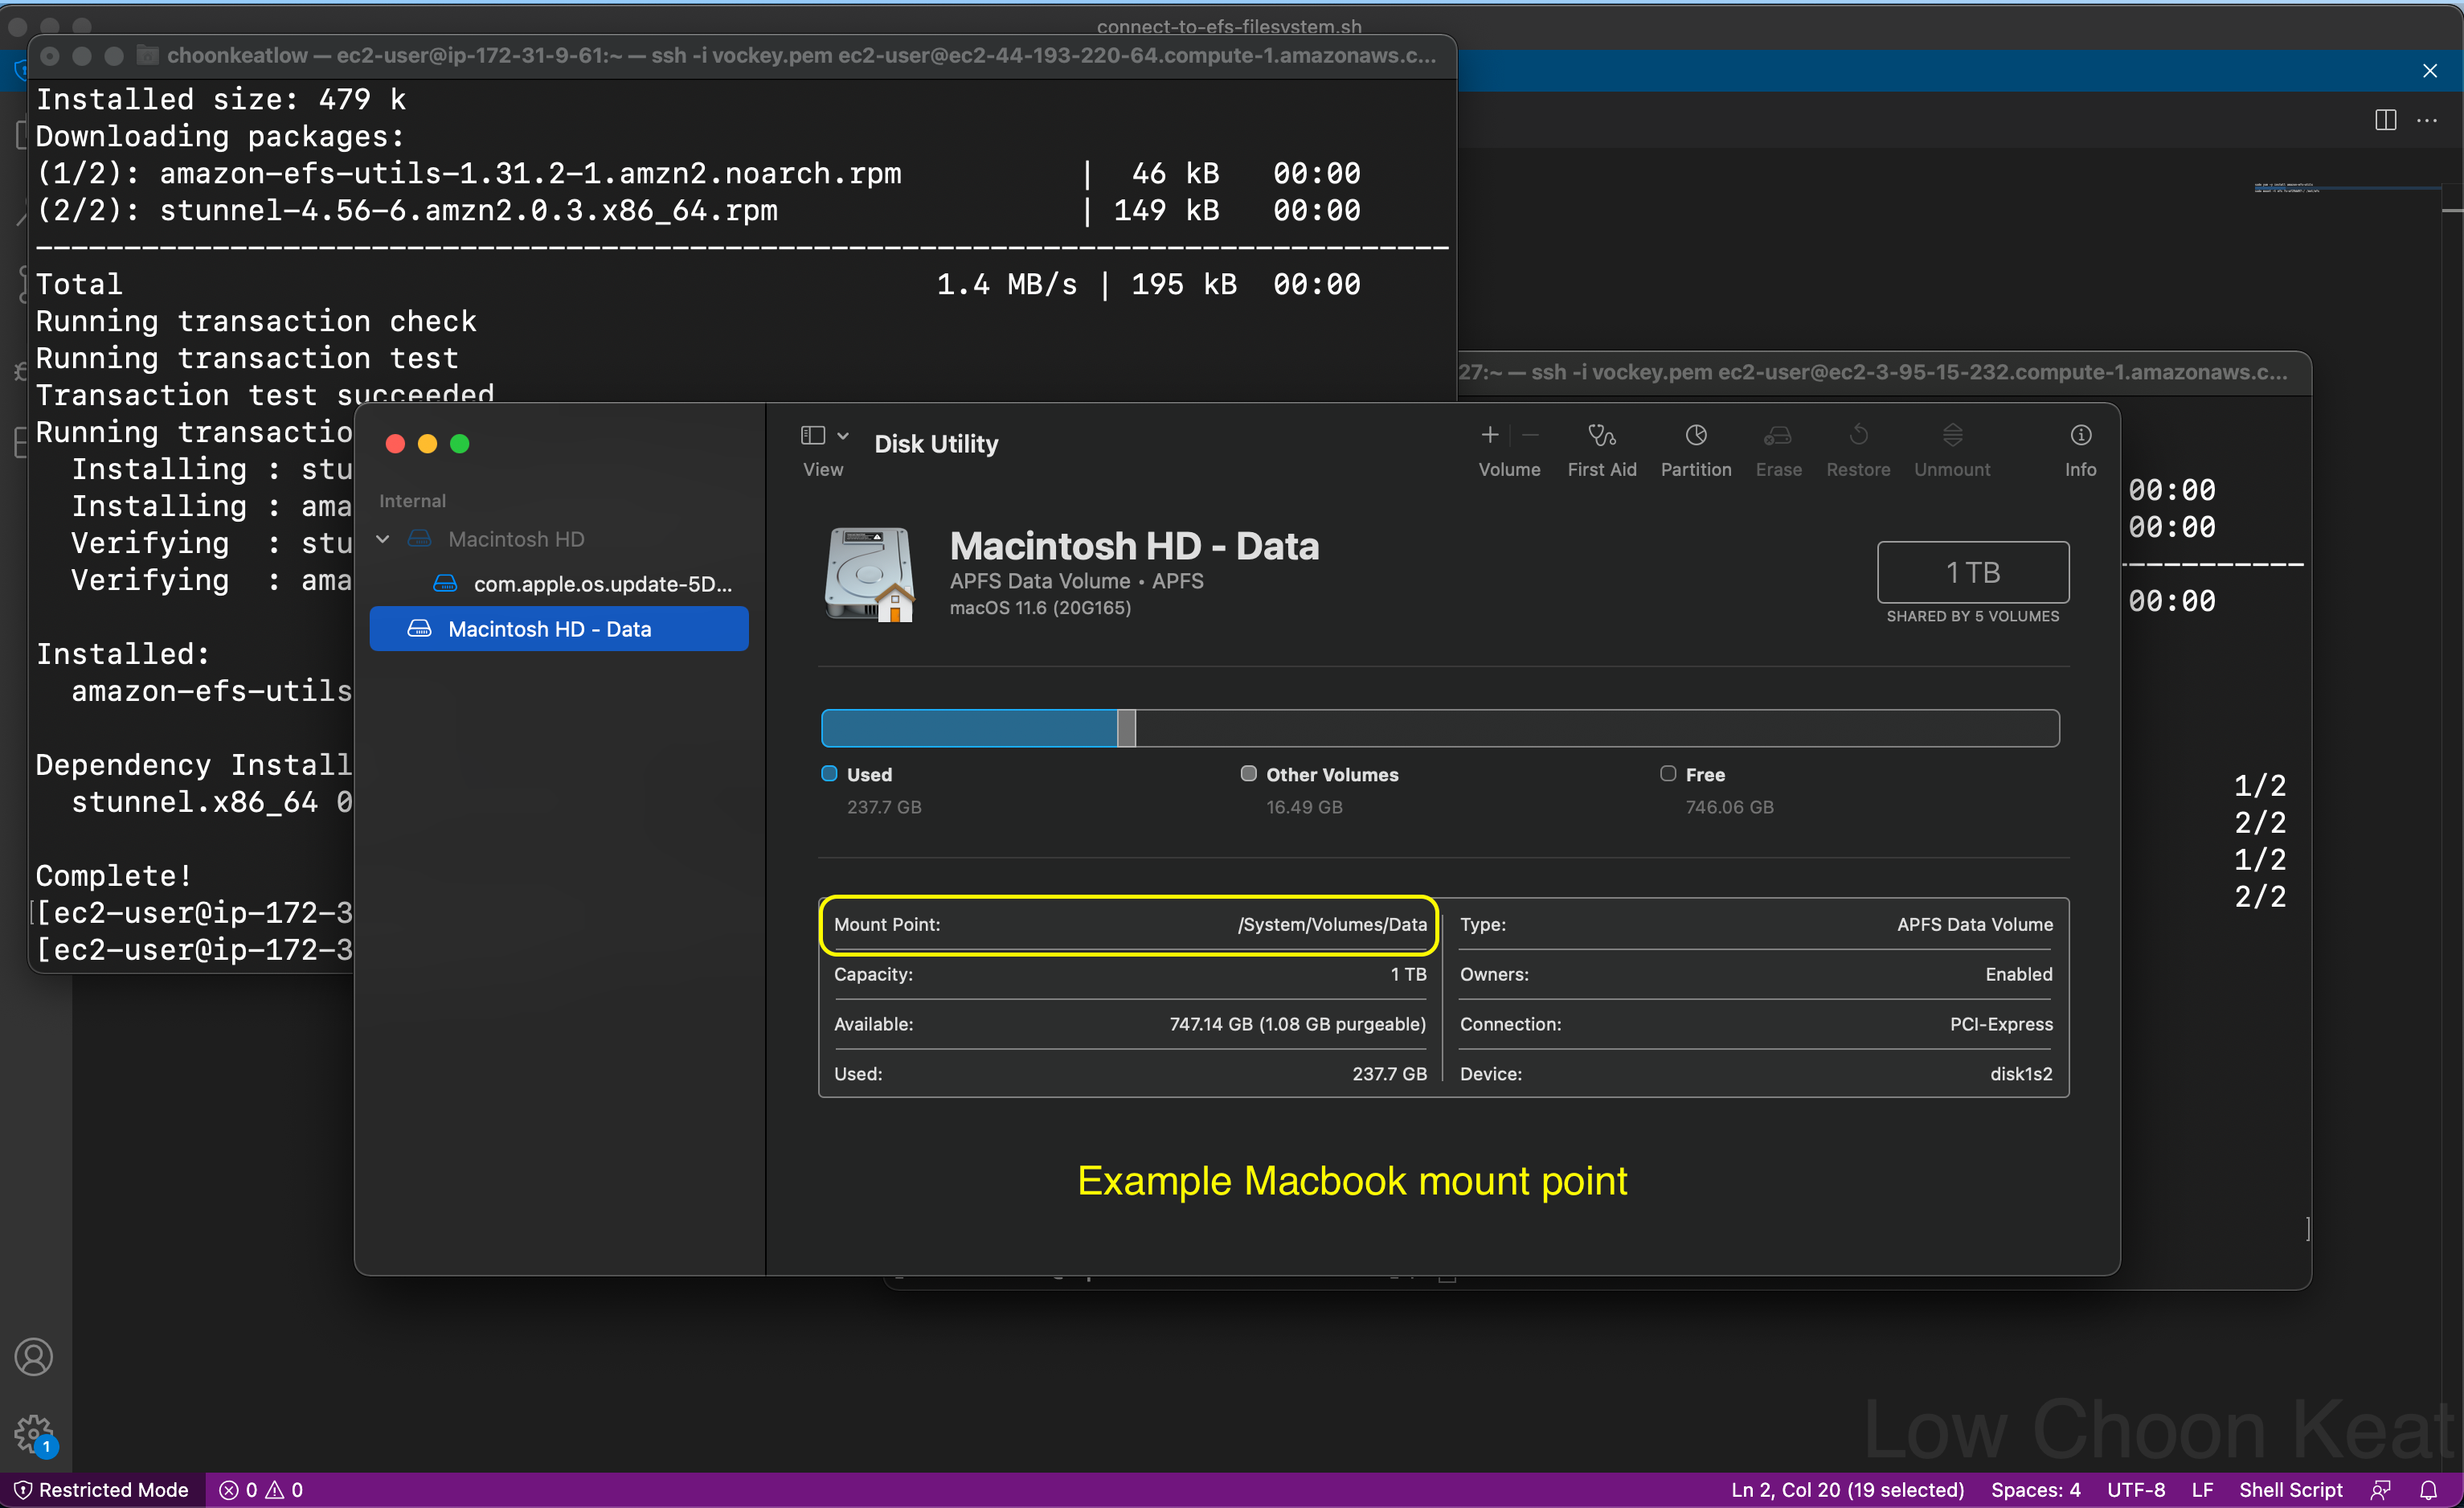 connect-to-efs-filesystem.sh
choonkeatlow — ec2-user@ip-172-31-9-61:~ — ssh -i vockey.pem ec2-user@ec2-44-193-220-64.compute-1.amazonaws.c...
Installed size: 479 k
Downloading packages:
(1/2): amazon-efs-utils-1.31.2-1.amzn2.noarch.rpm | 46 kB 00:00
(2/2): stunnel-4.56-6.amzn2.0.3.x86_64.rpm | 149 kB 00:00
--------------------------------------------------------------------------------
Total 1.4 MB/s | 195 kB 00:00
Running transaction check
Running transaction test
Transaction test succeeded
Running transactio
Installing : stu
Installing : ama
Verifying : stu
Verifying : ama
Installed:
amazon-efs-utils
Dependency Install
stunnel.x86_64 0
Complete!
[[ec2-user@ip-172-3
[ec2-user@ip-172-3
27:~ — ssh -i vockey.pem ec2-user@ec2-3-95-15-232.compute-1.amazonaws.c...
00:00
00:00
-----------
00:00
1/2
2/2
1/2
2/2
]
Internal
Macintosh HD
com.apple.os.update-5D...
Macintosh HD - Data
View
Disk Utility
Volume
First Aid
Partition
Erase
Restore
Unmount
Info
Macintosh HD - Data
APFS Data Volume • APFS
macOS 11.6 (20G165)
1 TB
SHARED BY 5 VOLUMES
Used
237.7 GB
Other Volumes
16.49 GB
Free
746.06 GB
Mount Point: /System/Volumes/Data
Type: APFS Data Volume
Capacity: 1 TB
Owners: Enabled
Available: 747.14 GB (1.08 GB purgeable)
Connection: PCI-Express
Used: 237.7 GB
Device: disk1s2
Example Macbook mount point
Low Choon Keat
1
Restricted Mode 0 0
Ln 2, Col 20 (19 selected) Spaces: 4 UTF-8 LF Shell Script